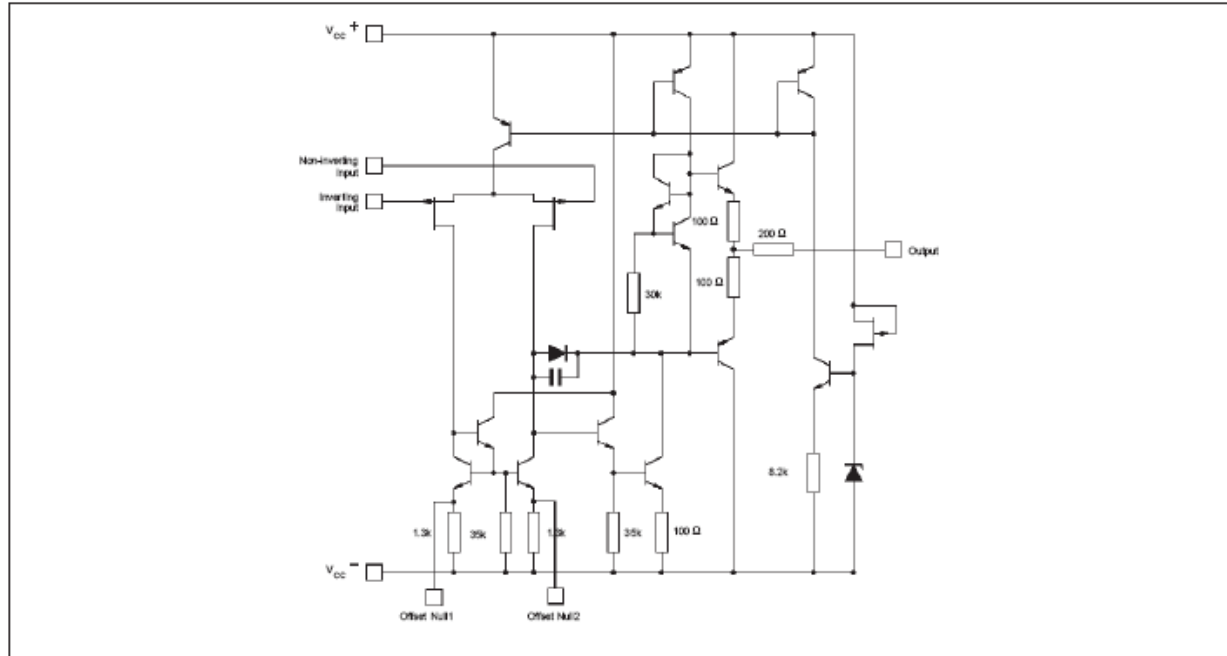 VCC+
Non-inverting
Input
Inverting
Input
100 Ω
200 Ω
Output
30k
100 Ω
8.2k
1.3k
35k
1.3k
35k
100 Ω
VCC-
Offset Null1
Offset Null2